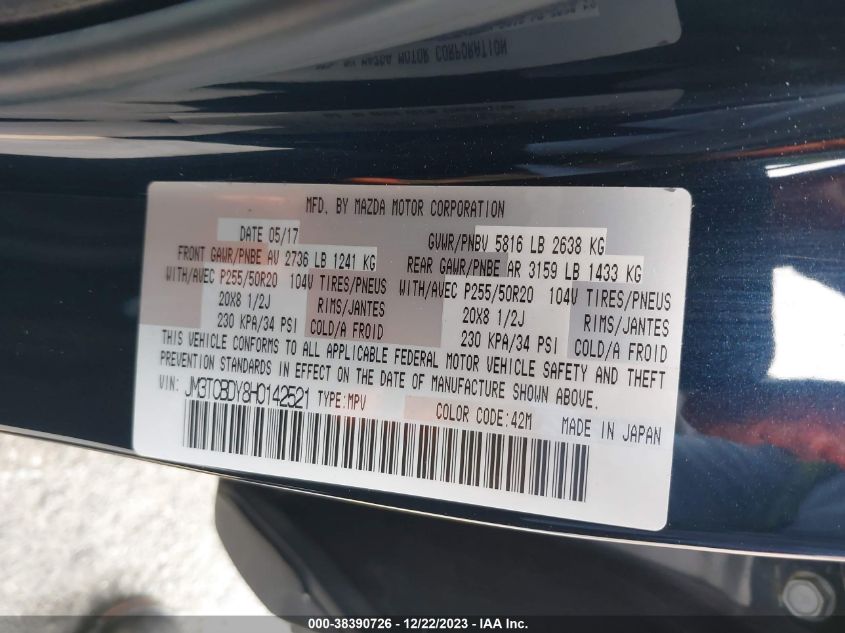 MFD. BY MAZDA MOTOR CORPORATION
DATE 05/17 GVWR/PNBV 5816 LB 2638 KG
FRONT GAWR/PNBE AV 2736 LB 1241 KG REAR GAWR/PNBE AR 3159 LB 1433 KG
WITH/AVEC P255/50R20 104V TIRES/PNEUS WITH/AVEC P255/50R20 104V TIRES/PNEUS
20X8 1/2J RIMS/JANTES 20X8 1/2J RIMS/JANTES
230 KPA/34 PSI COLD/A FROID 230 KPA/34 PSI COLD/A FROID
THIS VEHICLE CONFORMS TO ALL APPLICABLE FEDERAL MOTOR VEHICLE SAFETY AND THEFT
PREVENTION STANDARDS IN EFFECT ON THE DATE OF MANUFACTURE SHOWN ABOVE.
VIN: JM3TCBDY8H0142521 TYPE:MPV COLOR CODE:42M MADE IN JAPAN
000-38390726 - 12/22/2023 - IAA Inc.